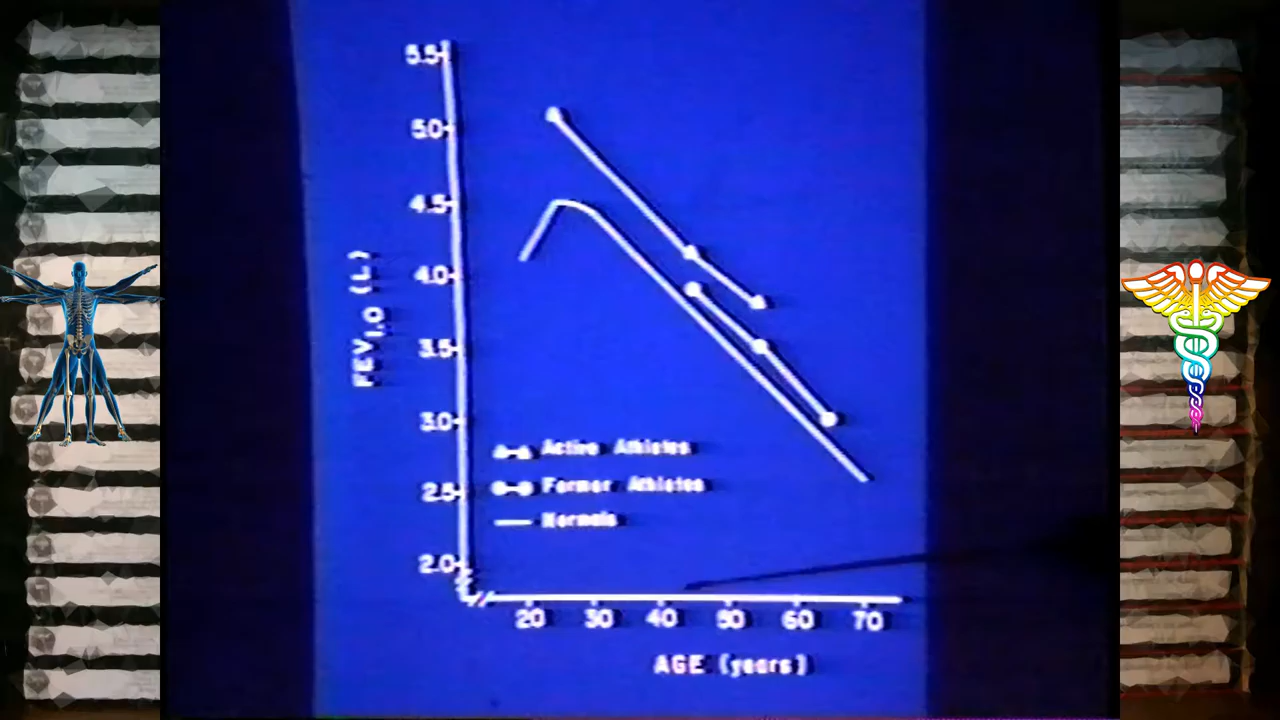 5.5
5.0
4.5
4.0
3.5
3.0
2.5
2.0
FEV1.0 (L)
Active Athletes
Former Athletes
Normals
20 30 40 50 60 70
AGE (years)